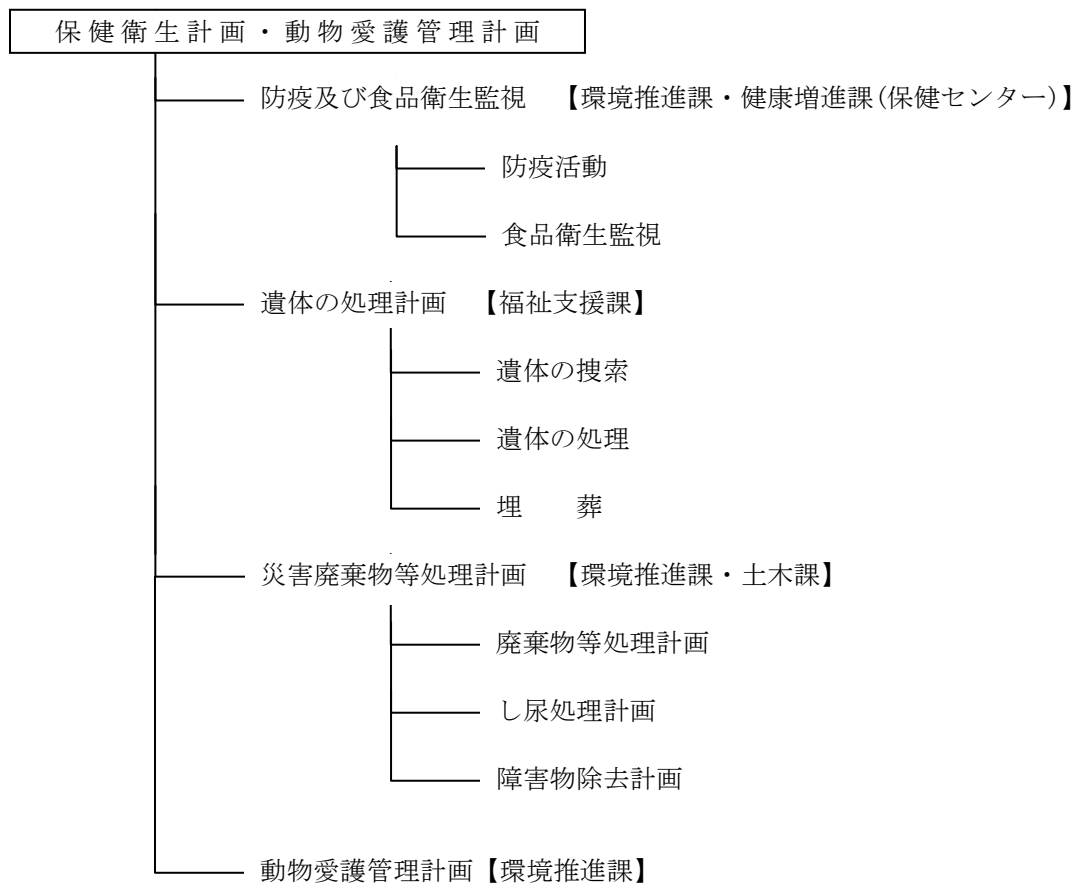 保健衛生計画・動物愛護管理計画
防疫及び食品衛生監視　【環境推進課・健康増進課(保健センター)】
防疫活動
食品衛生監視
遺体の処理計画　【福祉支援課】
遺体の捜索
遺体の処理
埋　　葬
災害廃棄物等処理計画　【環境推進課・土木課】
廃棄物等処理計画
し尿処理計画
障害物除去計画
動物愛護管理計画【環境推進課】